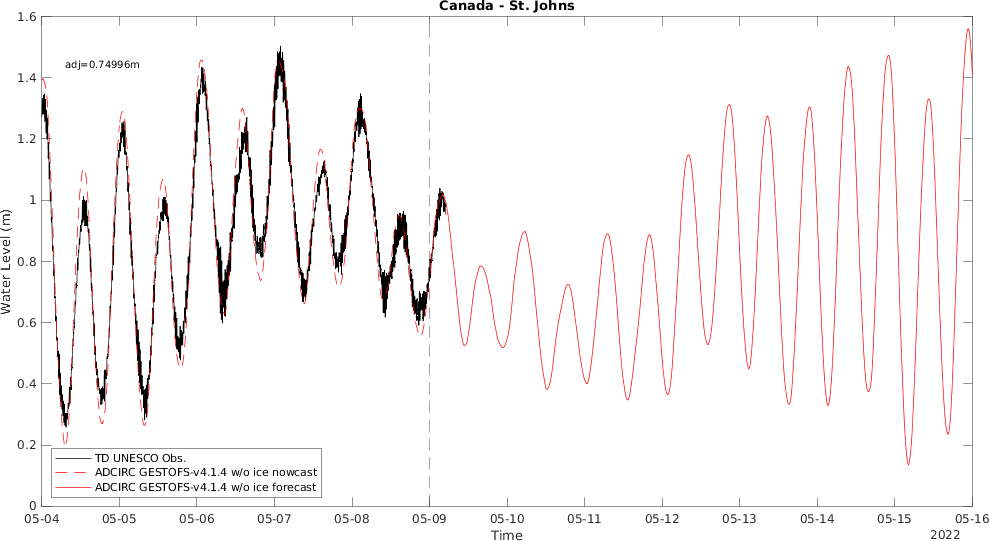 Canada - St. Johns
1.6
1.4
1.2
1
0.8
0.6
0.4
0.2
0
Water Level (m)
adj=0.74996m
TD UNESCO Obs.
ADCIRC GESTOFS-v4.1.4 w/o ice nowcast
ADCIRC GESTOFS-v4.1.4 w/o ice forecast
05-04 05-05 05-06 05-07 05-08 05-09 05-10 05-11 05-12 05-13 05-14 05-15 05-16
Time
2022